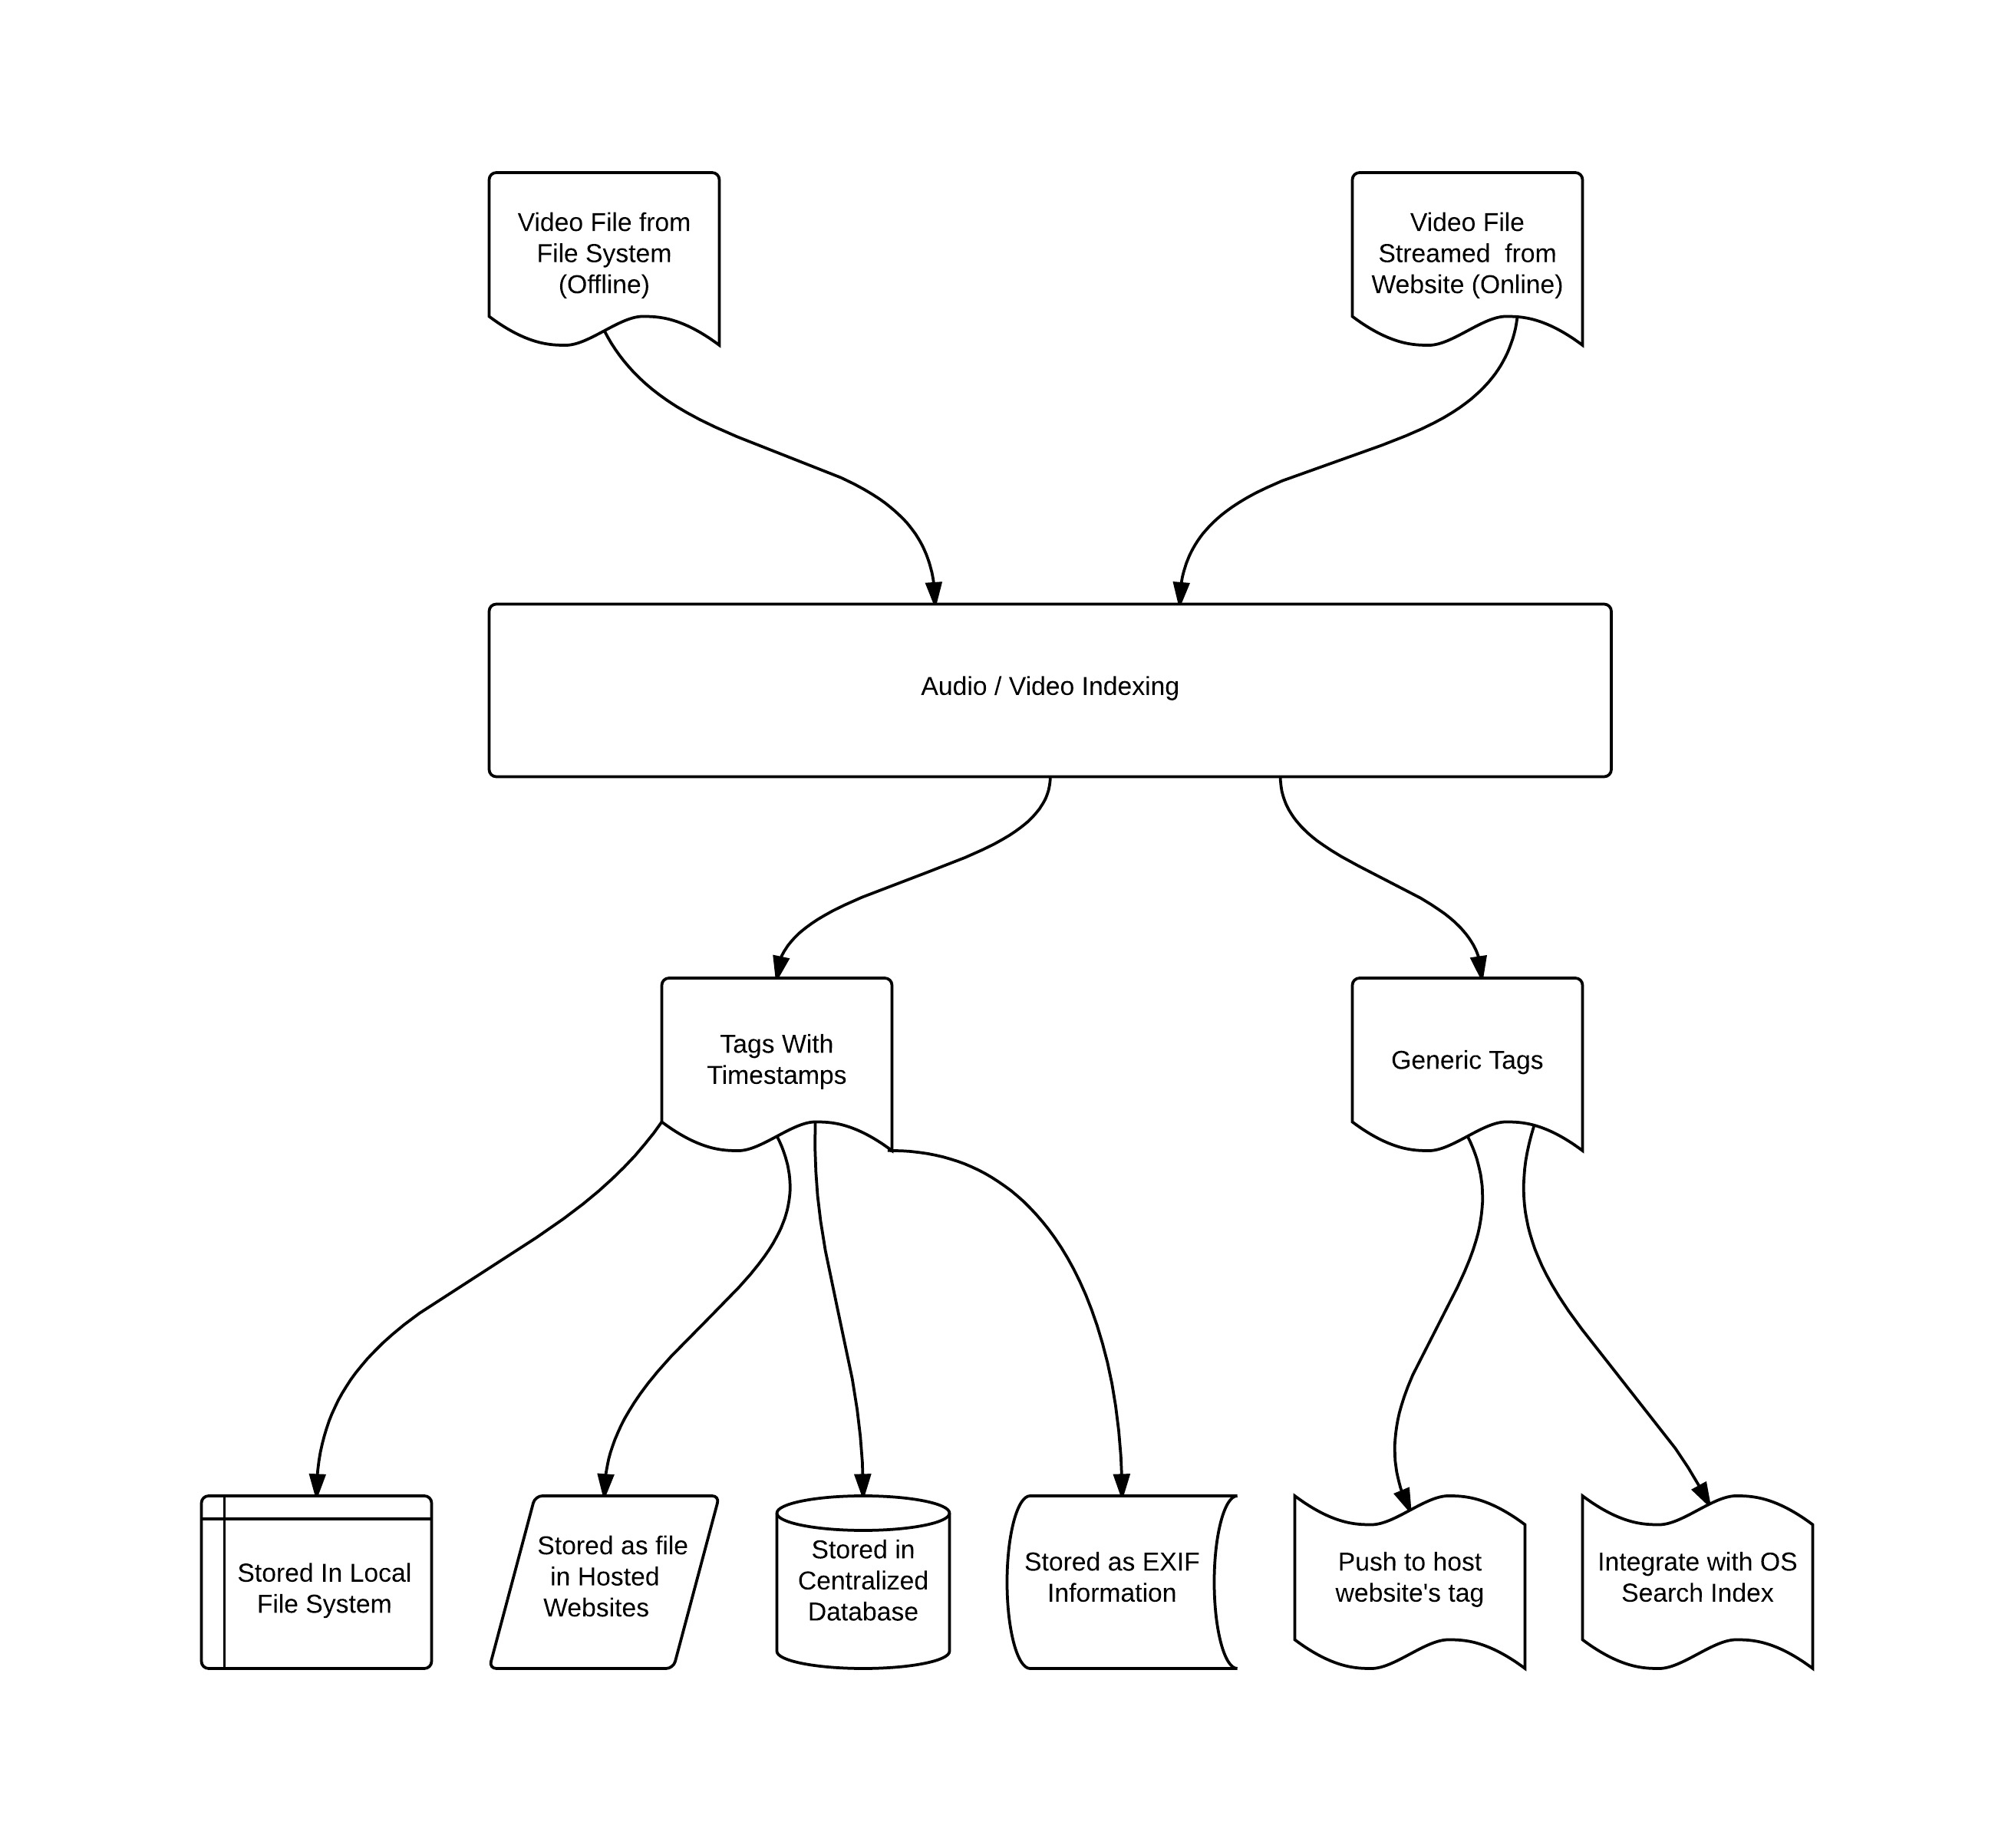 Video File from
File System
(Offline)
Video File
Streamed  from
Website (Online)
Audio / Video Indexing
Tags With
Timestamps
Generic Tags
Stored In Local
File System
Stored as file
in Hosted
Websites
Stored in
Centralized
Database
Stored as EXIF
Information
Push to host
website's tag
Integrate with OS
Search Index